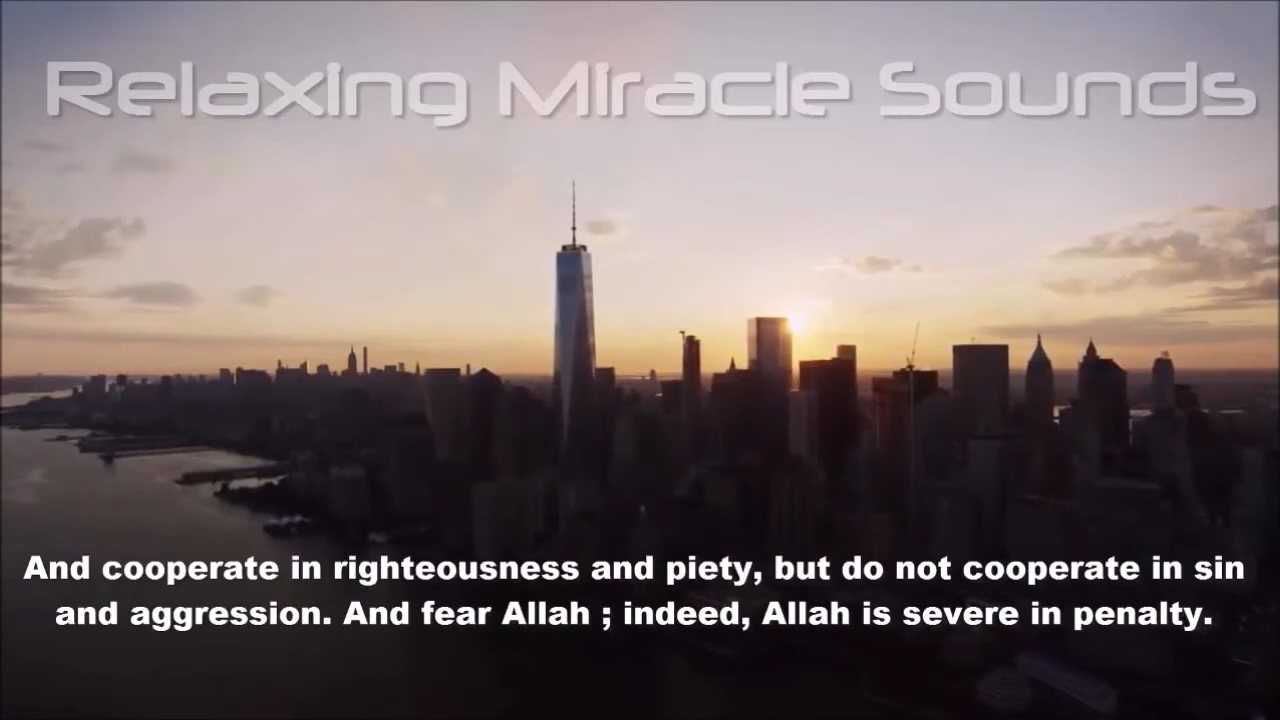 Relaxing Miracle Sounds
And cooperate in righteousness and piety, but do not cooperate in sin
and aggression. And fear Allah ; indeed, Allah is severe in penalty.